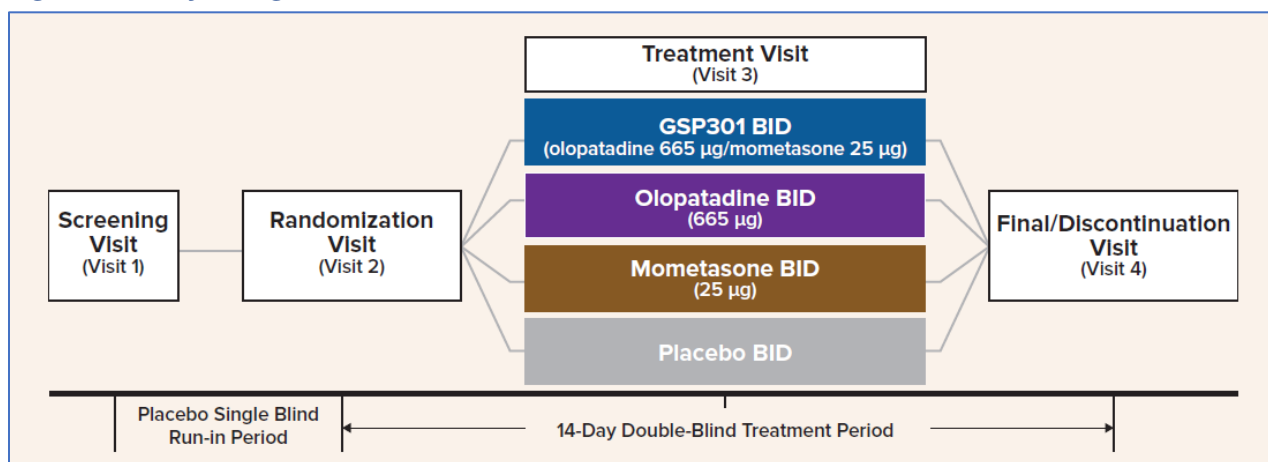 Treatment Visit
(Visit 3)
GSP301 BID
(olopatadine 665 µg/mometasone 25 µg)
Olopatadine BID
(665 µg)
Mometasone BID
(25 µg)
Placebo BID
Screening
Visit
(Visit 1)
Randomization
Visit
(Visit 2)
Final/Discontinuation
Visit
(Visit 4)
Placebo Single Blind
Run-in Period
14-Day Double-Blind Treatment Period